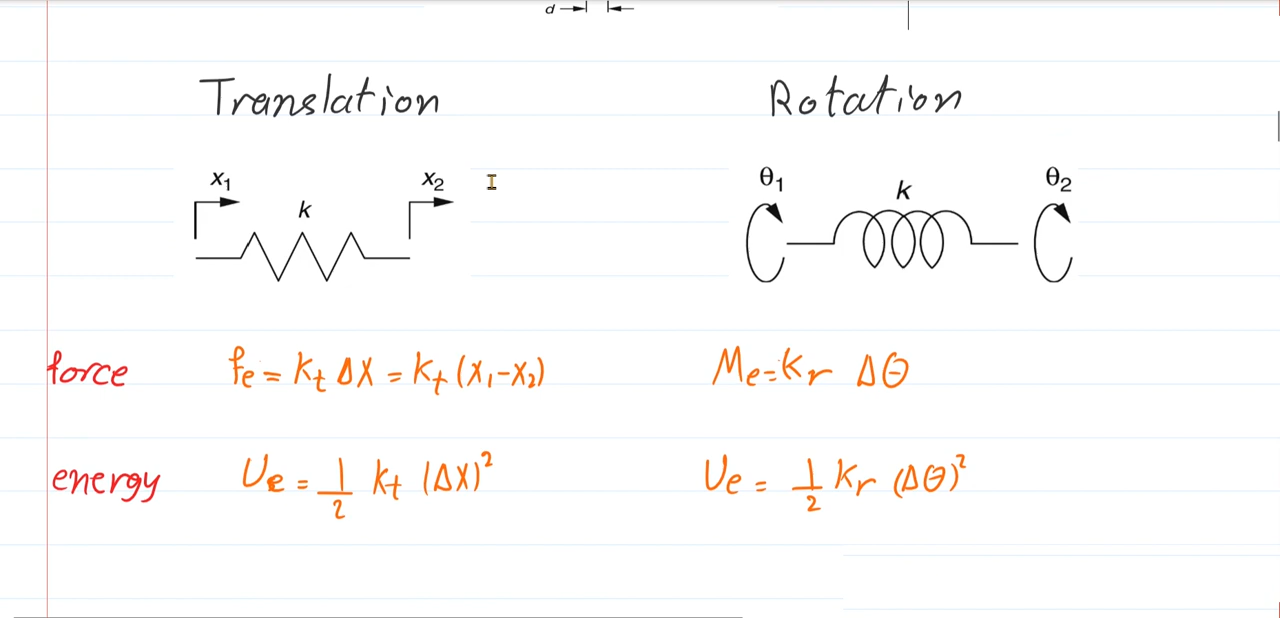 d
Translation Rotation
x₁ x₂ θ₁ θ₂
k k
force fe = kt Δx = kt (x₁-x₂) Me = kr Δθ
energy Ue = 1/2 kt (Δx)² Ue = 1/2 kr (Δθ)²